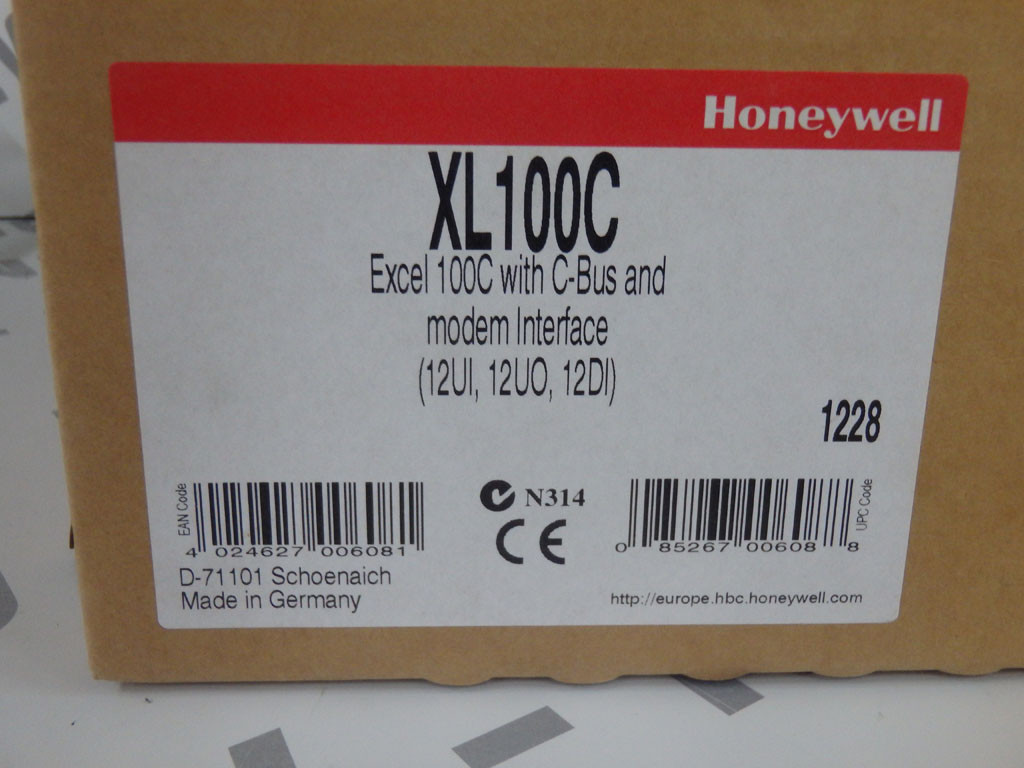 Honeywell
XL100C
Excel 100C with C-Bus and
modem Interface
(12UI, 12UO, 12DI)
1228
EAN Code
4 024627 006081
N314
CE
0 85267 00608 8
UPC Code
D-71101 Schoenaich
Made in Germany
http://europe.hbc.honeywell.com